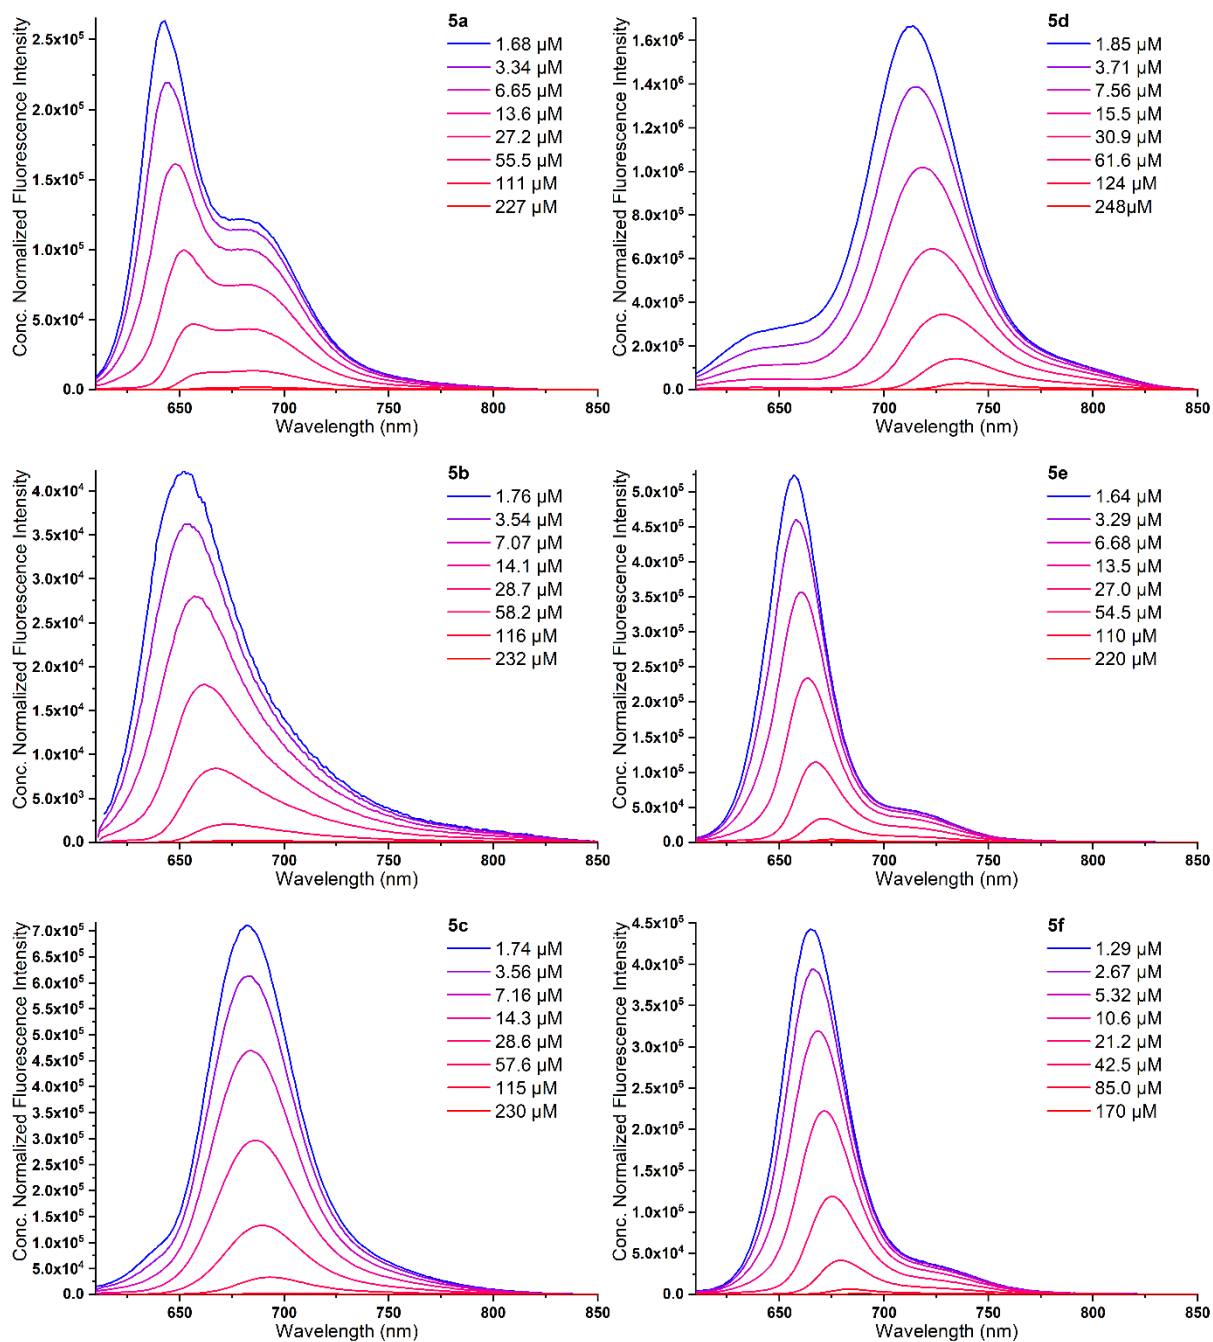 5a
1.68 µM
3.34 µM
6.65 µM
13.6 µM
27.2 µM
55.5 µM
111 µM
227 µM
Conc. Normalized Fluorescence Intensity
2.5x10⁵
2.0x10⁵
1.5x10⁵
1.0x10⁵
5.0x10⁴
0.0
650 700 750 800 850
Wavelength (nm)
5d
1.85 µM
3.71 µM
7.56 µM
15.5 µM
30.9 µM
61.6 µM
124 µM
248µM
Conc. Normalized Fluorescence Intensity
1.6x10⁶
1.4x10⁶
1.2x10⁶
1.0x10⁶
8.0x10⁵
6.0x10⁵
4.0x10⁵
2.0x10⁵
0.0
650 700 750 800 850
Wavelength (nm)
5b
1.76 µM
3.54 µM
7.07 µM
14.1 µM
28.7 µM
58.2 µM
116 µM
232 µM
Conc. Normalized Fluorescence Intensity
4.0x10⁴
3.5x10⁴
3.0x10⁴
2.5x10⁴
2.0x10⁴
1.5x10⁴
1.0x10⁴
5.0x10³
0.0
650 700 750 800 850
Wavelength (nm)
5e
1.64 µM
3.29 µM
6.68 µM
13.5 µM
27.0 µM
54.5 µM
110 µM
220 µM
Conc. Normalized Fluorescence Intensity
5.0x10⁵
4.5x10⁵
4.0x10⁵
3.5x10⁵
3.0x10⁵
2.5x10⁵
2.0x10⁵
1.5x10⁵
1.0x10⁵
5.0x10⁴
0.0
650 700 750 800 850
Wavelength (nm)
5c
1.74 µM
3.56 µM
7.16 µM
14.3 µM
28.6 µM
57.6 µM
115 µM
230 µM
Conc. Normalized Fluorescence Intensity
7.0x10⁵
6.5x10⁵
6.0x10⁵
5.5x10⁵
5.0x10⁵
4.5x10⁵
4.0x10⁵
3.5x10⁵
3.0x10⁵
2.5x10⁵
2.0x10⁵
1.5x10⁵
1.0x10⁵
5.0x10⁴
0.0
650 700 750 800 850
Wavelength (nm)
5f
1.29 µM
2.67 µM
5.32 µM
10.6 µM
21.2 µM
42.5 µM
85.0 µM
170 µM
Conc. Normalized Fluorescence Intensity
4.5x10⁵
4.0x10⁵
3.5x10⁵
3.0x10⁵
2.5x10⁵
2.0x10⁵
1.5x10⁵
1.0x10⁵
5.0x10⁴
0.0
650 700 750 800 850
Wavelength (nm)